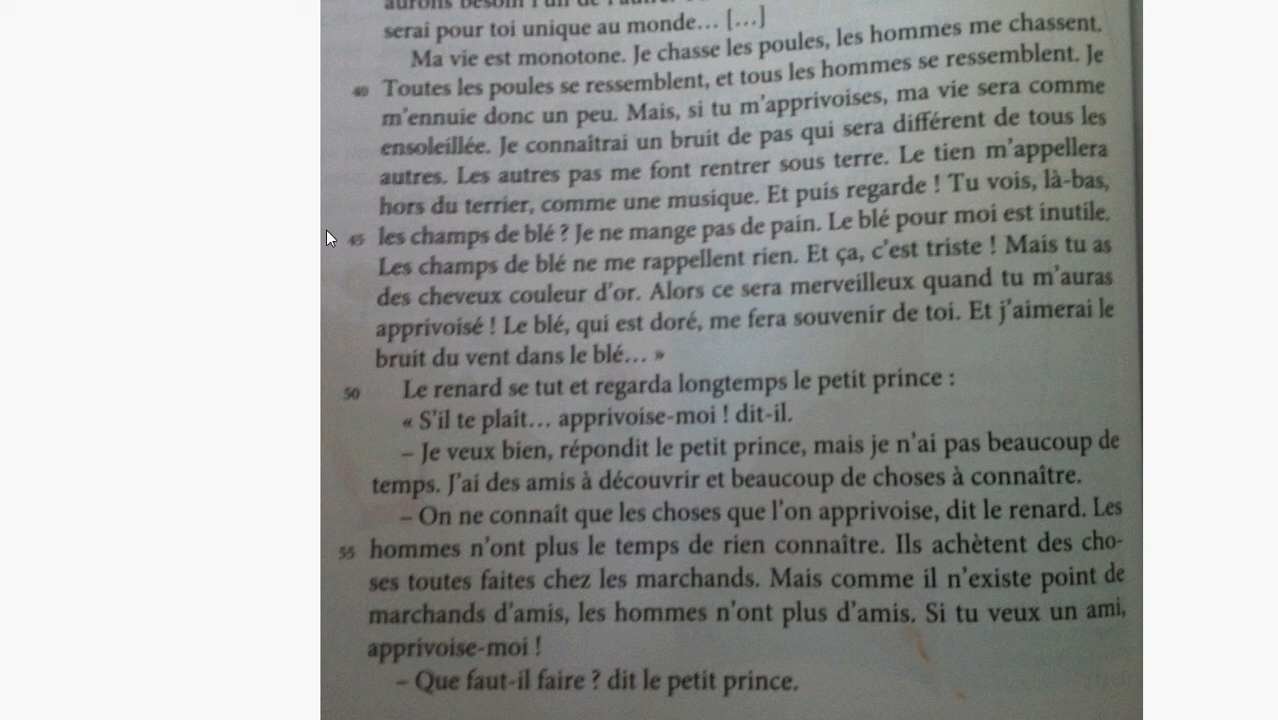 serai pour toi unique au monde… […]
Ma vie est monotone. Je chasse les poules, les hommes me chassent.
40 Toutes les poules se ressemblent, et tous les hommes se ressemblent. Je
m'ennuie donc un peu. Mais, si tu m'apprivoises, ma vie sera comme
ensoleillée. Je connaîtrai un bruit de pas qui sera différent de tous les
autres. Les autres pas me font rentrer sous terre. Le tien m'appellera
hors du terrier, comme une musique. Et puis regarde ! Tu vois, là-bas,
45 les champs de blé ? Je ne mange pas de pain. Le blé pour moi est inutile.
Les champs de blé ne me rappellent rien. Et ça, c'est triste ! Mais tu as
des cheveux couleur d'or. Alors ce sera merveilleux quand tu m'auras
apprivoisé ! Le blé, qui est doré, me fera souvenir de toi. Et j'aimerai le
bruit du vent dans le blé… »
50 Le renard se tut et regarda longtemps le petit prince :
« S'il te plaît… apprivoise-moi ! dit-il.
– Je veux bien, répondit le petit prince, mais je n'ai pas beaucoup de
temps. J'ai des amis à découvrir et beaucoup de choses à connaître.
– On ne connaît que les choses que l'on apprivoise, dit le renard. Les
55 hommes n'ont plus le temps de rien connaître. Ils achètent des cho-
ses toutes faites chez les marchands. Mais comme il n'existe point de
marchands d'amis, les hommes n'ont plus d'amis. Si tu veux un ami,
apprivoise-moi !
– Que faut-il faire ? dit le petit prince.